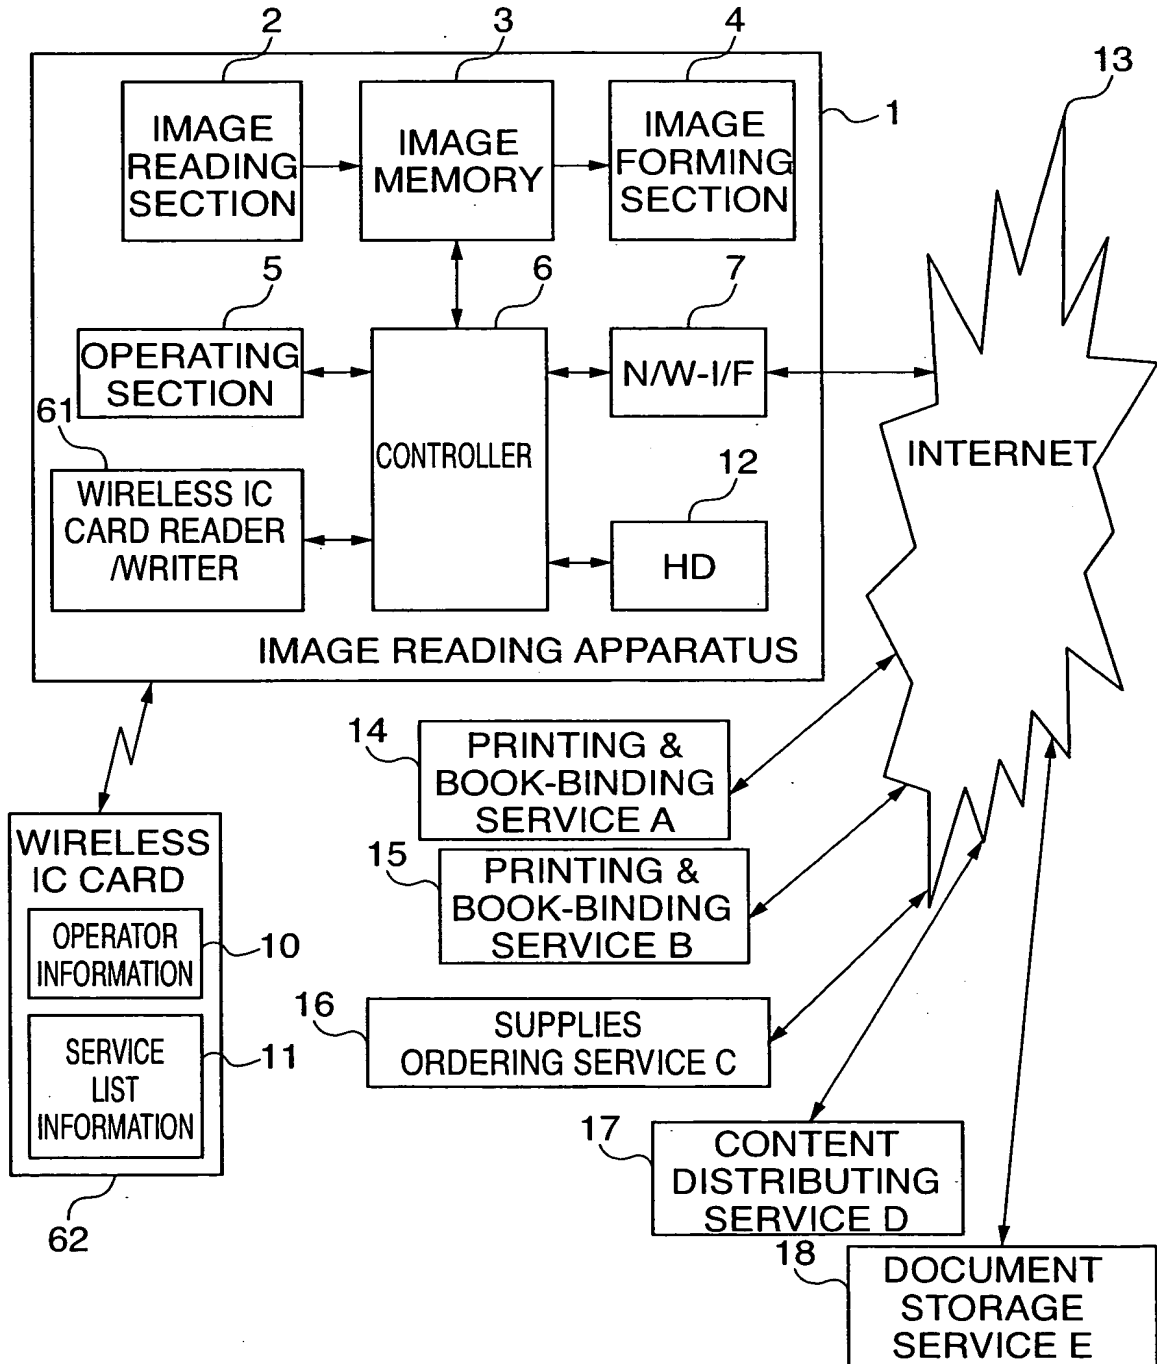 2
3
4
13
1
IMAGE
READING
SECTION
IMAGE
MEMORY
IMAGE
FORMING
SECTION
5
6
7
OPERATING
SECTION
CONTROLLER
N/W-I/F
INTERNET
61
WIRELESS IC
CARD READER
/WRITER
12
HD
IMAGE READING APPARATUS
14
PRINTING &
BOOK-BINDING
SERVICE A
15
PRINTING &
BOOK-BINDING
SERVICE B
WIRELESS
IC CARD
OPERATOR
INFORMATION
10
SERVICE
LIST
INFORMATION
11
62
16
SUPPLIES
ORDERING SERVICE C
17
CONTENT
DISTRIBUTING
SERVICE D
18
DOCUMENT
STORAGE
SERVICE E